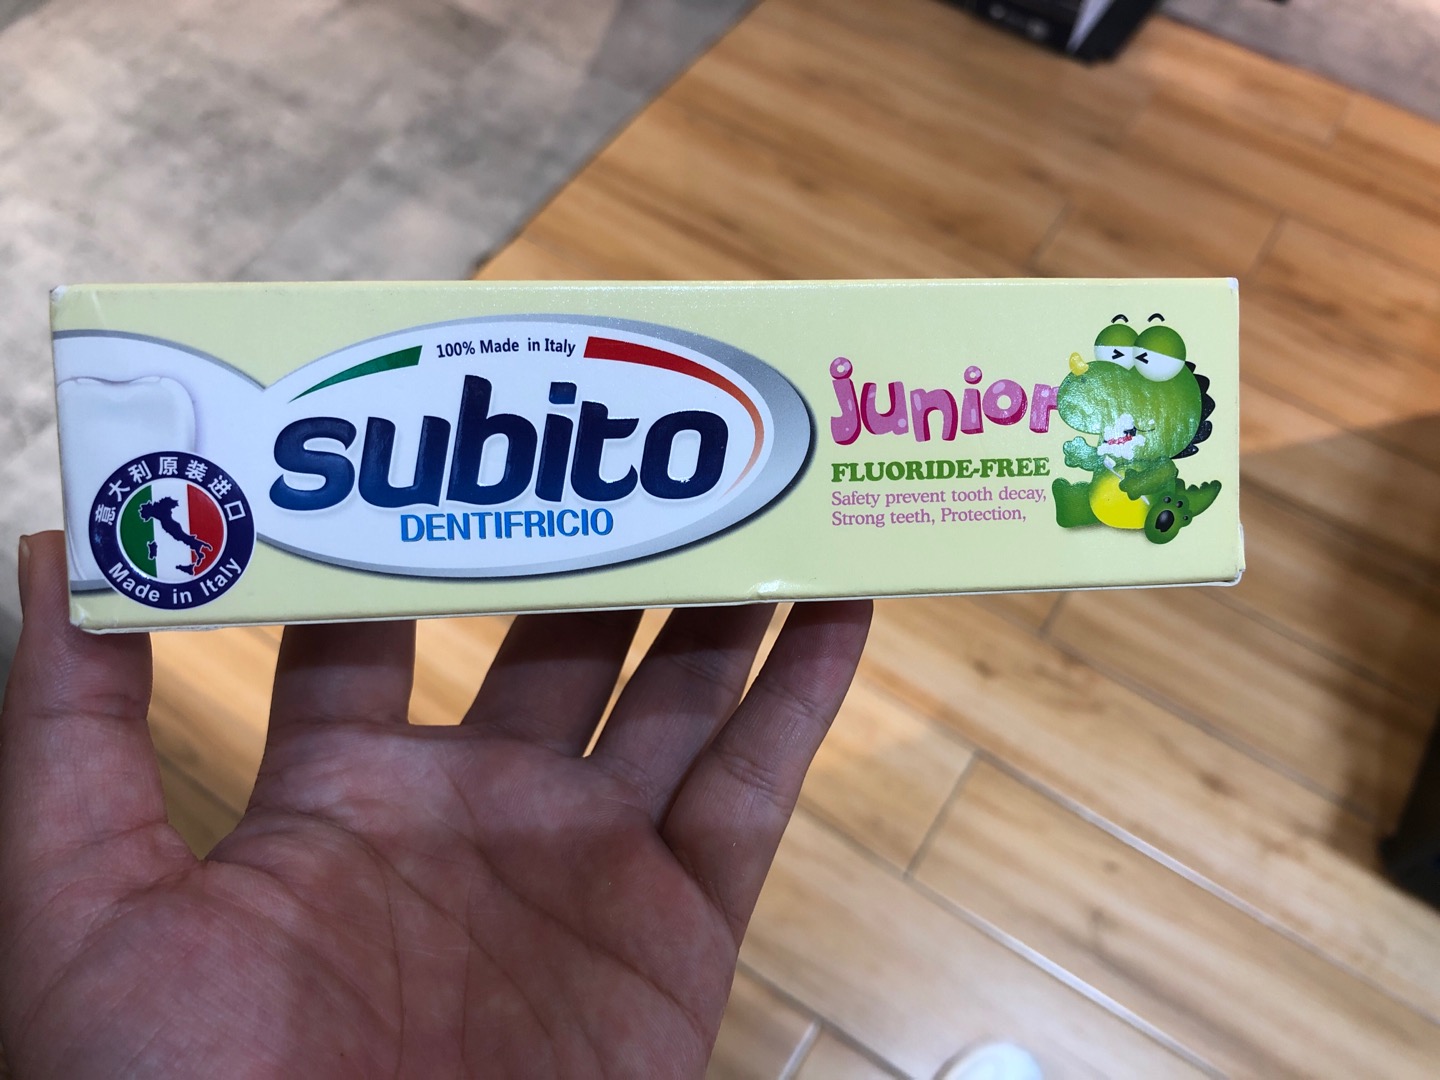 100% Made in Italy
subito
DENTIFRICIO
意大利原装进口
Made in Italy
junior
FLUORIDE-FREE
Safety prevent tooth decay,
Strong teeth, Protection,